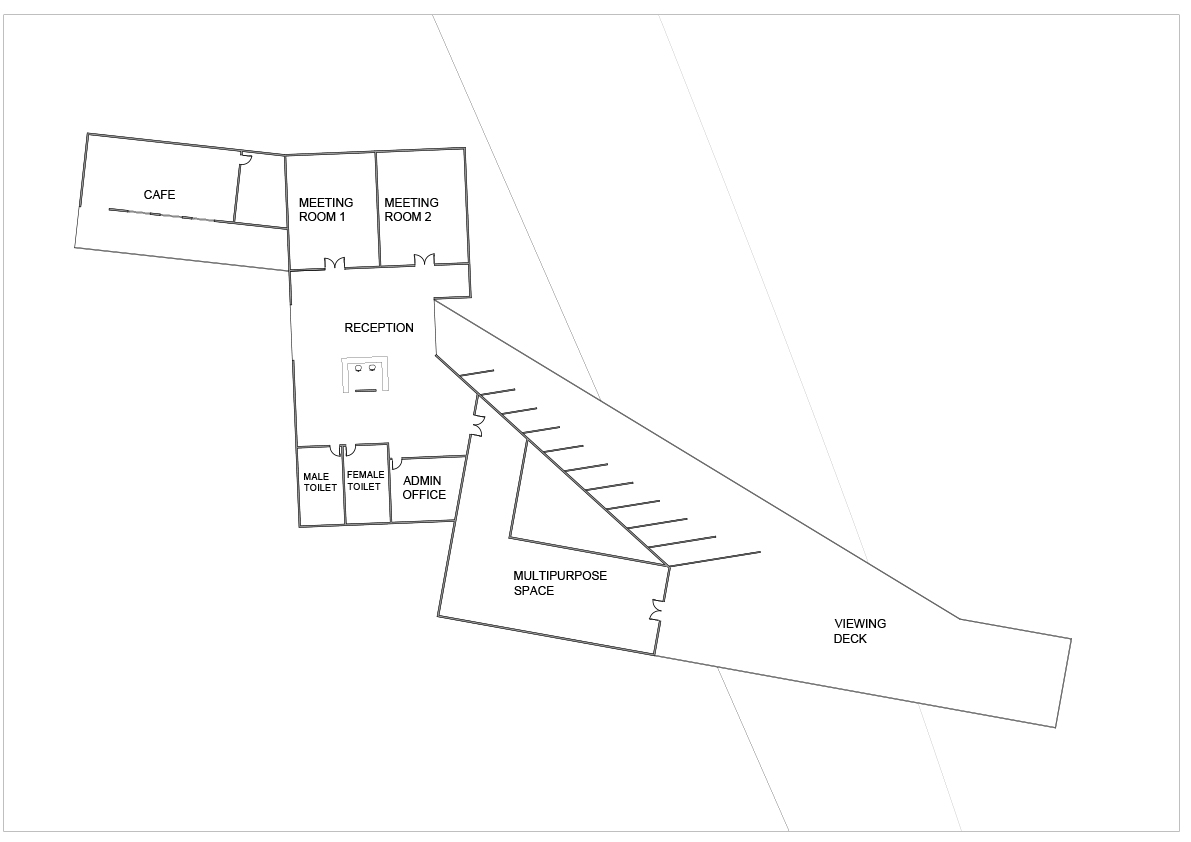 CAFE
MEETING
ROOM 1
MEETING
ROOM 2
RECEPTION
MALE
TOILET
FEMALE
TOILET
ADMIN
OFFICE
MULTIPURPOSE
SPACE
VIEWING
DECK